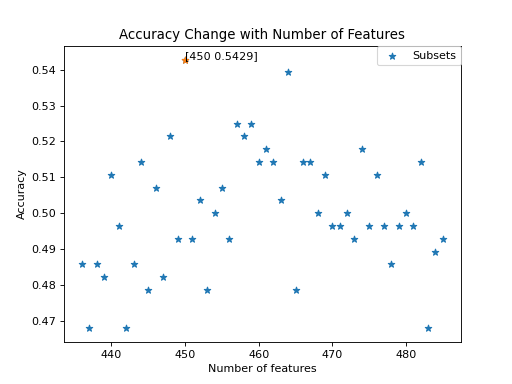 Accuracy Change with Number of Features
[450 0.5429]
Subsets
0.54
0.53
0.52
0.51
0.50
0.49
0.48
0.47
Accuracy
440 450 460 470 480
Number of features